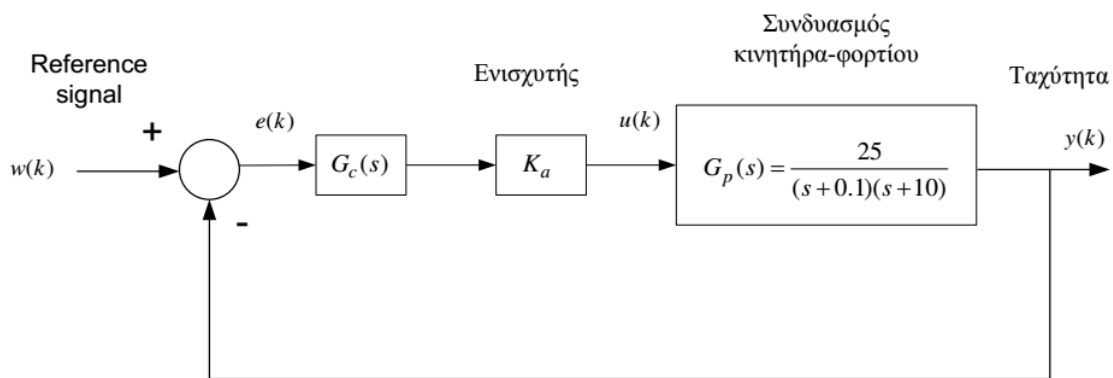 Συνδυασμός
κινητήρα-φορτίου
Reference
signal
Ενισχυτής
Ταχύτητα
+
e(k)
u(k)
y(k)
w(k)
G_c(s)
K_a
G_p(s) = 25 / (s+0.1)(s+10)
-